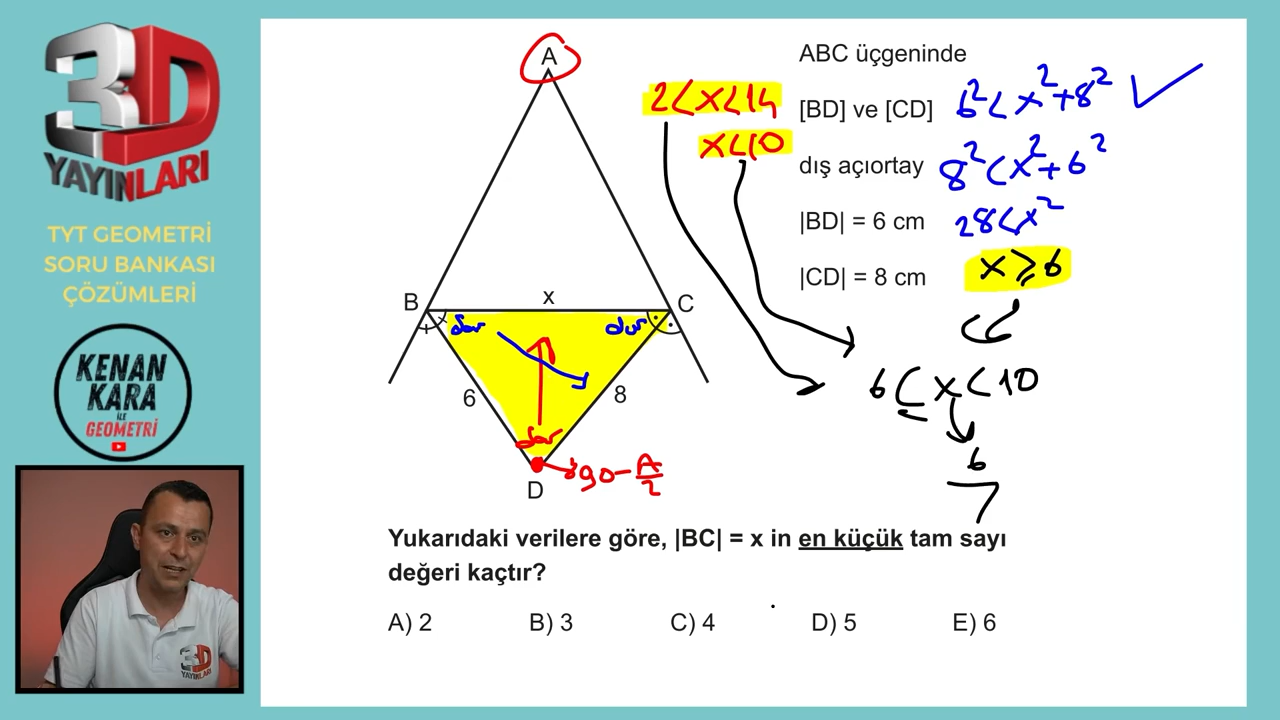 3D
YAYINLARI
TYT GEOMETRİ
SORU BANKASI
ÇÖZÜMLERİ
KENAN
KARA
İLE
GEOMETRİ
3D
YAYINLARI
A
B
x
C
dar
dar
6
8
dar
D
90-A/2
2<x<14
x<10
ABC üçgeninde
[BD] ve [CD]
dış açıortay
|BD| = 6 cm
|CD| = 8 cm
6²<x²+8² ✓
8²<x²+6²
28<x²
x≥6
6≤x<10
6
Yukarıdaki verilere göre, |BC| = x in en küçük tam sayı
değeri kaçtır?
A) 2 B) 3 C) 4 D) 5 E) 6